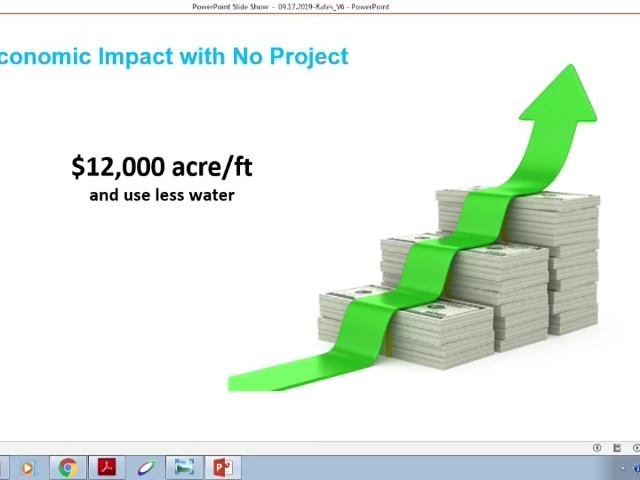 PowerPoint Slide Show - 09.17.2019-Rates_V6 - PowerPoint
conomic Impact with No Project
$12,000 acre/ft
and use less water